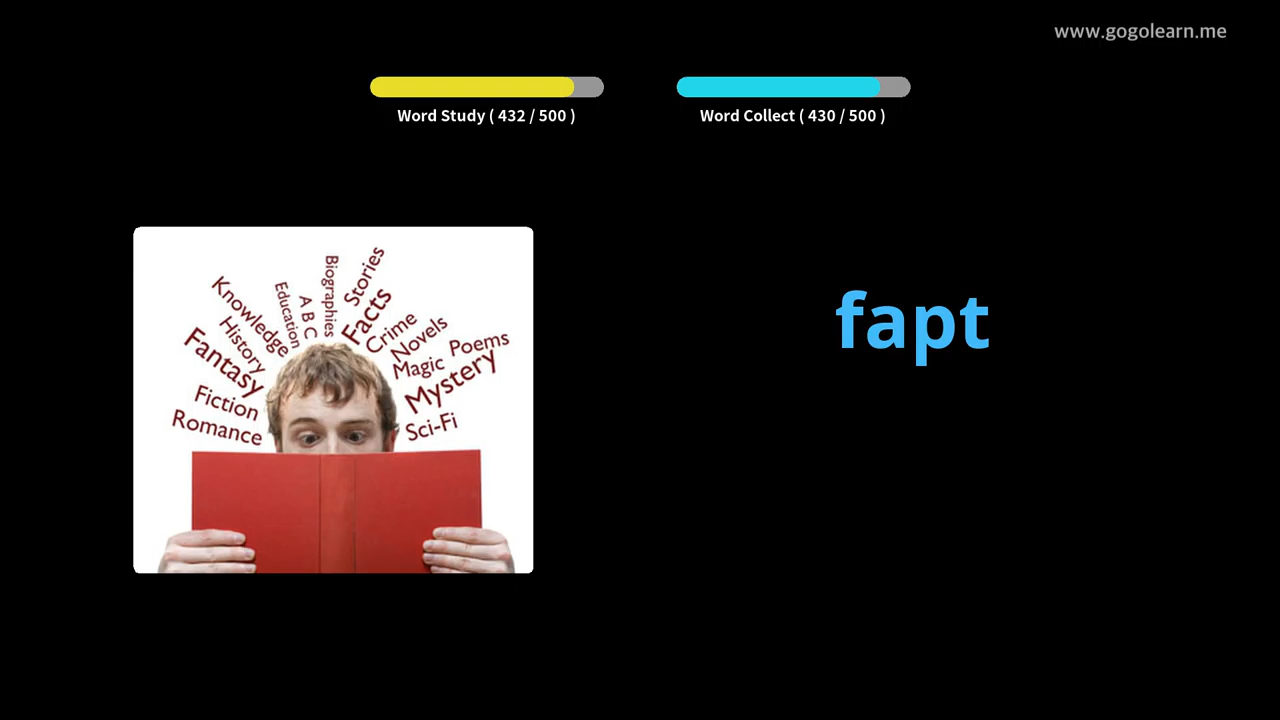 www.gogolearn.me
Word Study ( 432 / 500 )
Word Collect ( 430 / 500 )
fapt
Biographies
Stories
Education
A B C
Facts
Knowledge
Crime
History
Novels
Poems
Fantasy
Magic
Mystery
Fiction
Sci-Fi
Romance